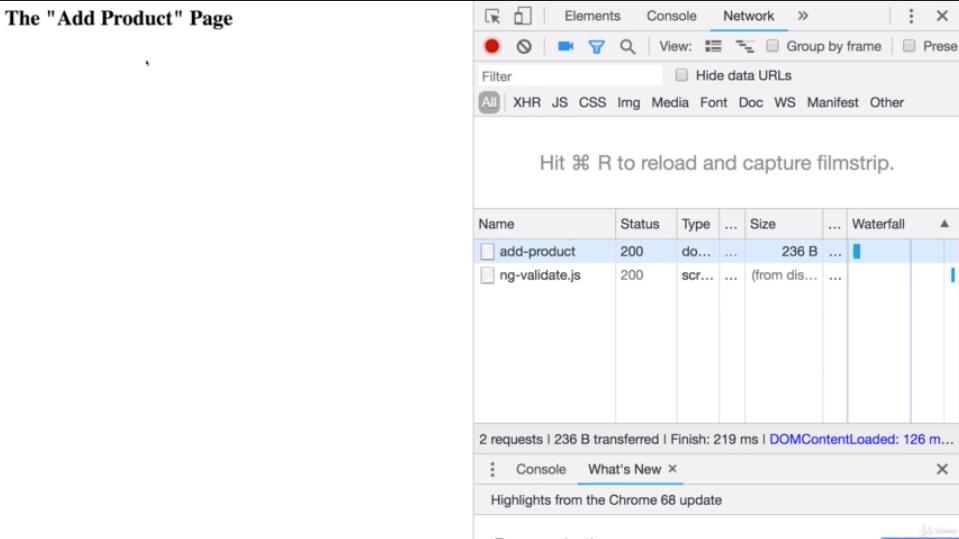 The "Add Product" Page
Elements Console Network »
View: Group by frame Prese
Filter Hide data URLs
All XHR JS CSS Img Media Font Doc WS Manifest Other
Hit ⌘ R to reload and capture filmstrip.
Name Status Type ... Size ... Waterfall
add-product 200 do... ... 236 B ...
ng-validate.js 200 scr... ... (from dis... ...
2 requests | 236 B transferred | Finish: 219 ms | DOMContentLoaded: 126 m...
Console What's New ×
Highlights from the Chrome 68 update